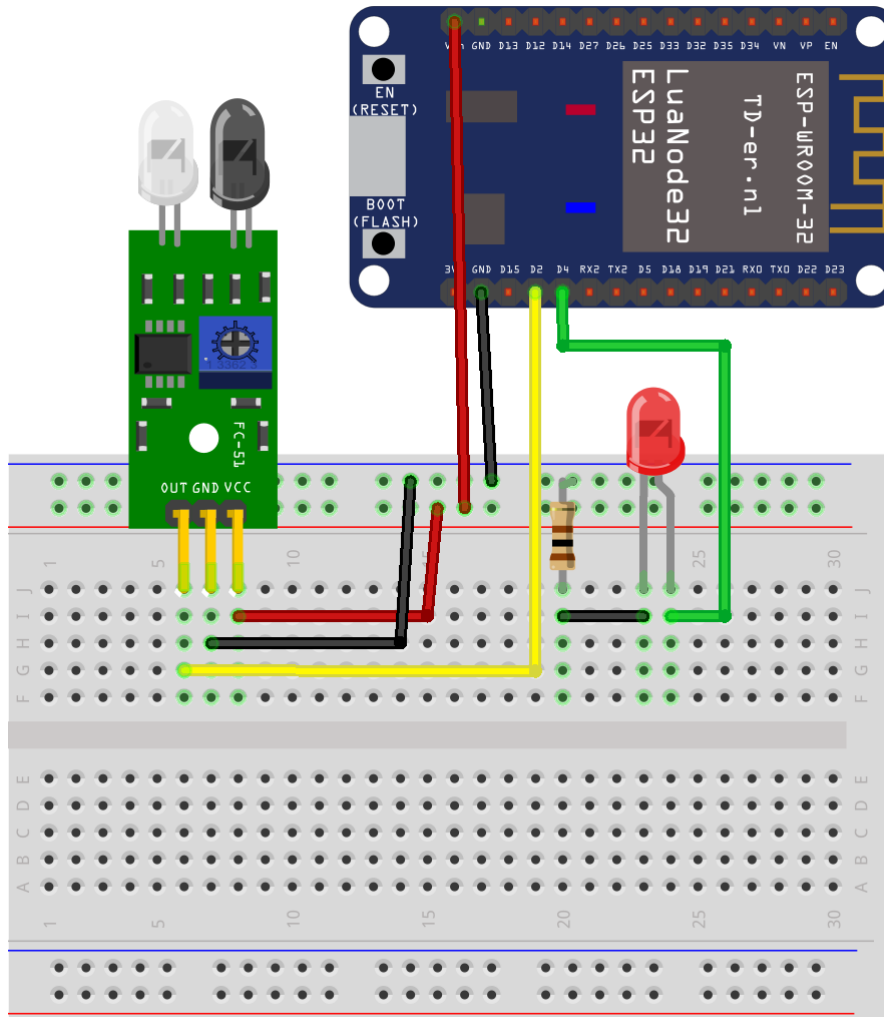 Vin GND D13 D12 D14 D27 D26 D25 D33 D32 D35 D34 VN VP EN
EN
(RESET)
BOOT
(FLASH)
LuaNode32
ESP32
TD-er.nl
ESP-WROOM-32
GND D15 D2 D4 RX2 TX2 D5 D18 D19 D21 RX0 TX0 D22 D23
FC-51
OUT GND VCC
1 5 10 15 20 25 30
J J
I I
H H
G G
F F
E E
D D
C C
B B
A A
1 5 10 15 20 25 30